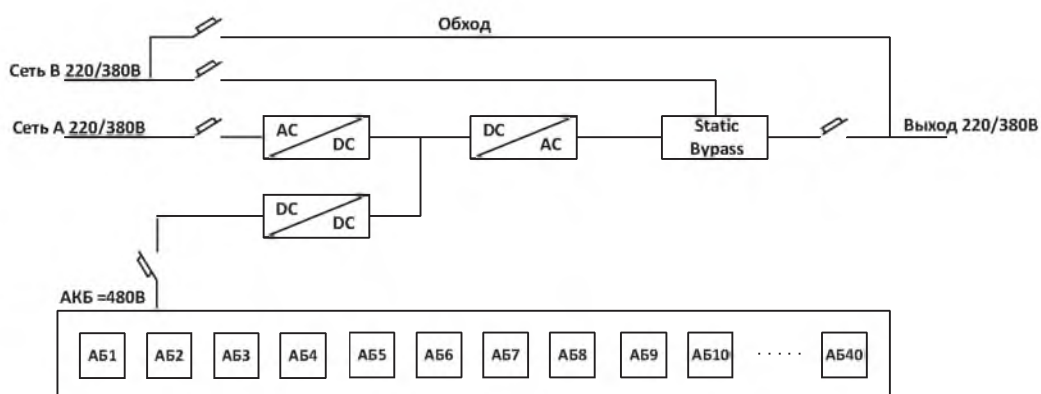 Обход
Сеть В 220/380В
Сеть А 220/380В
AC
DC
DC
AC
Static
Bypass
Выход 220/380В
DC
DC
АКБ =480В
АБ1 АБ2 АБ3 АБ4 АБ5 АБ6 АБ7 АБ8 АБ9 АБ10 ..... АБ40